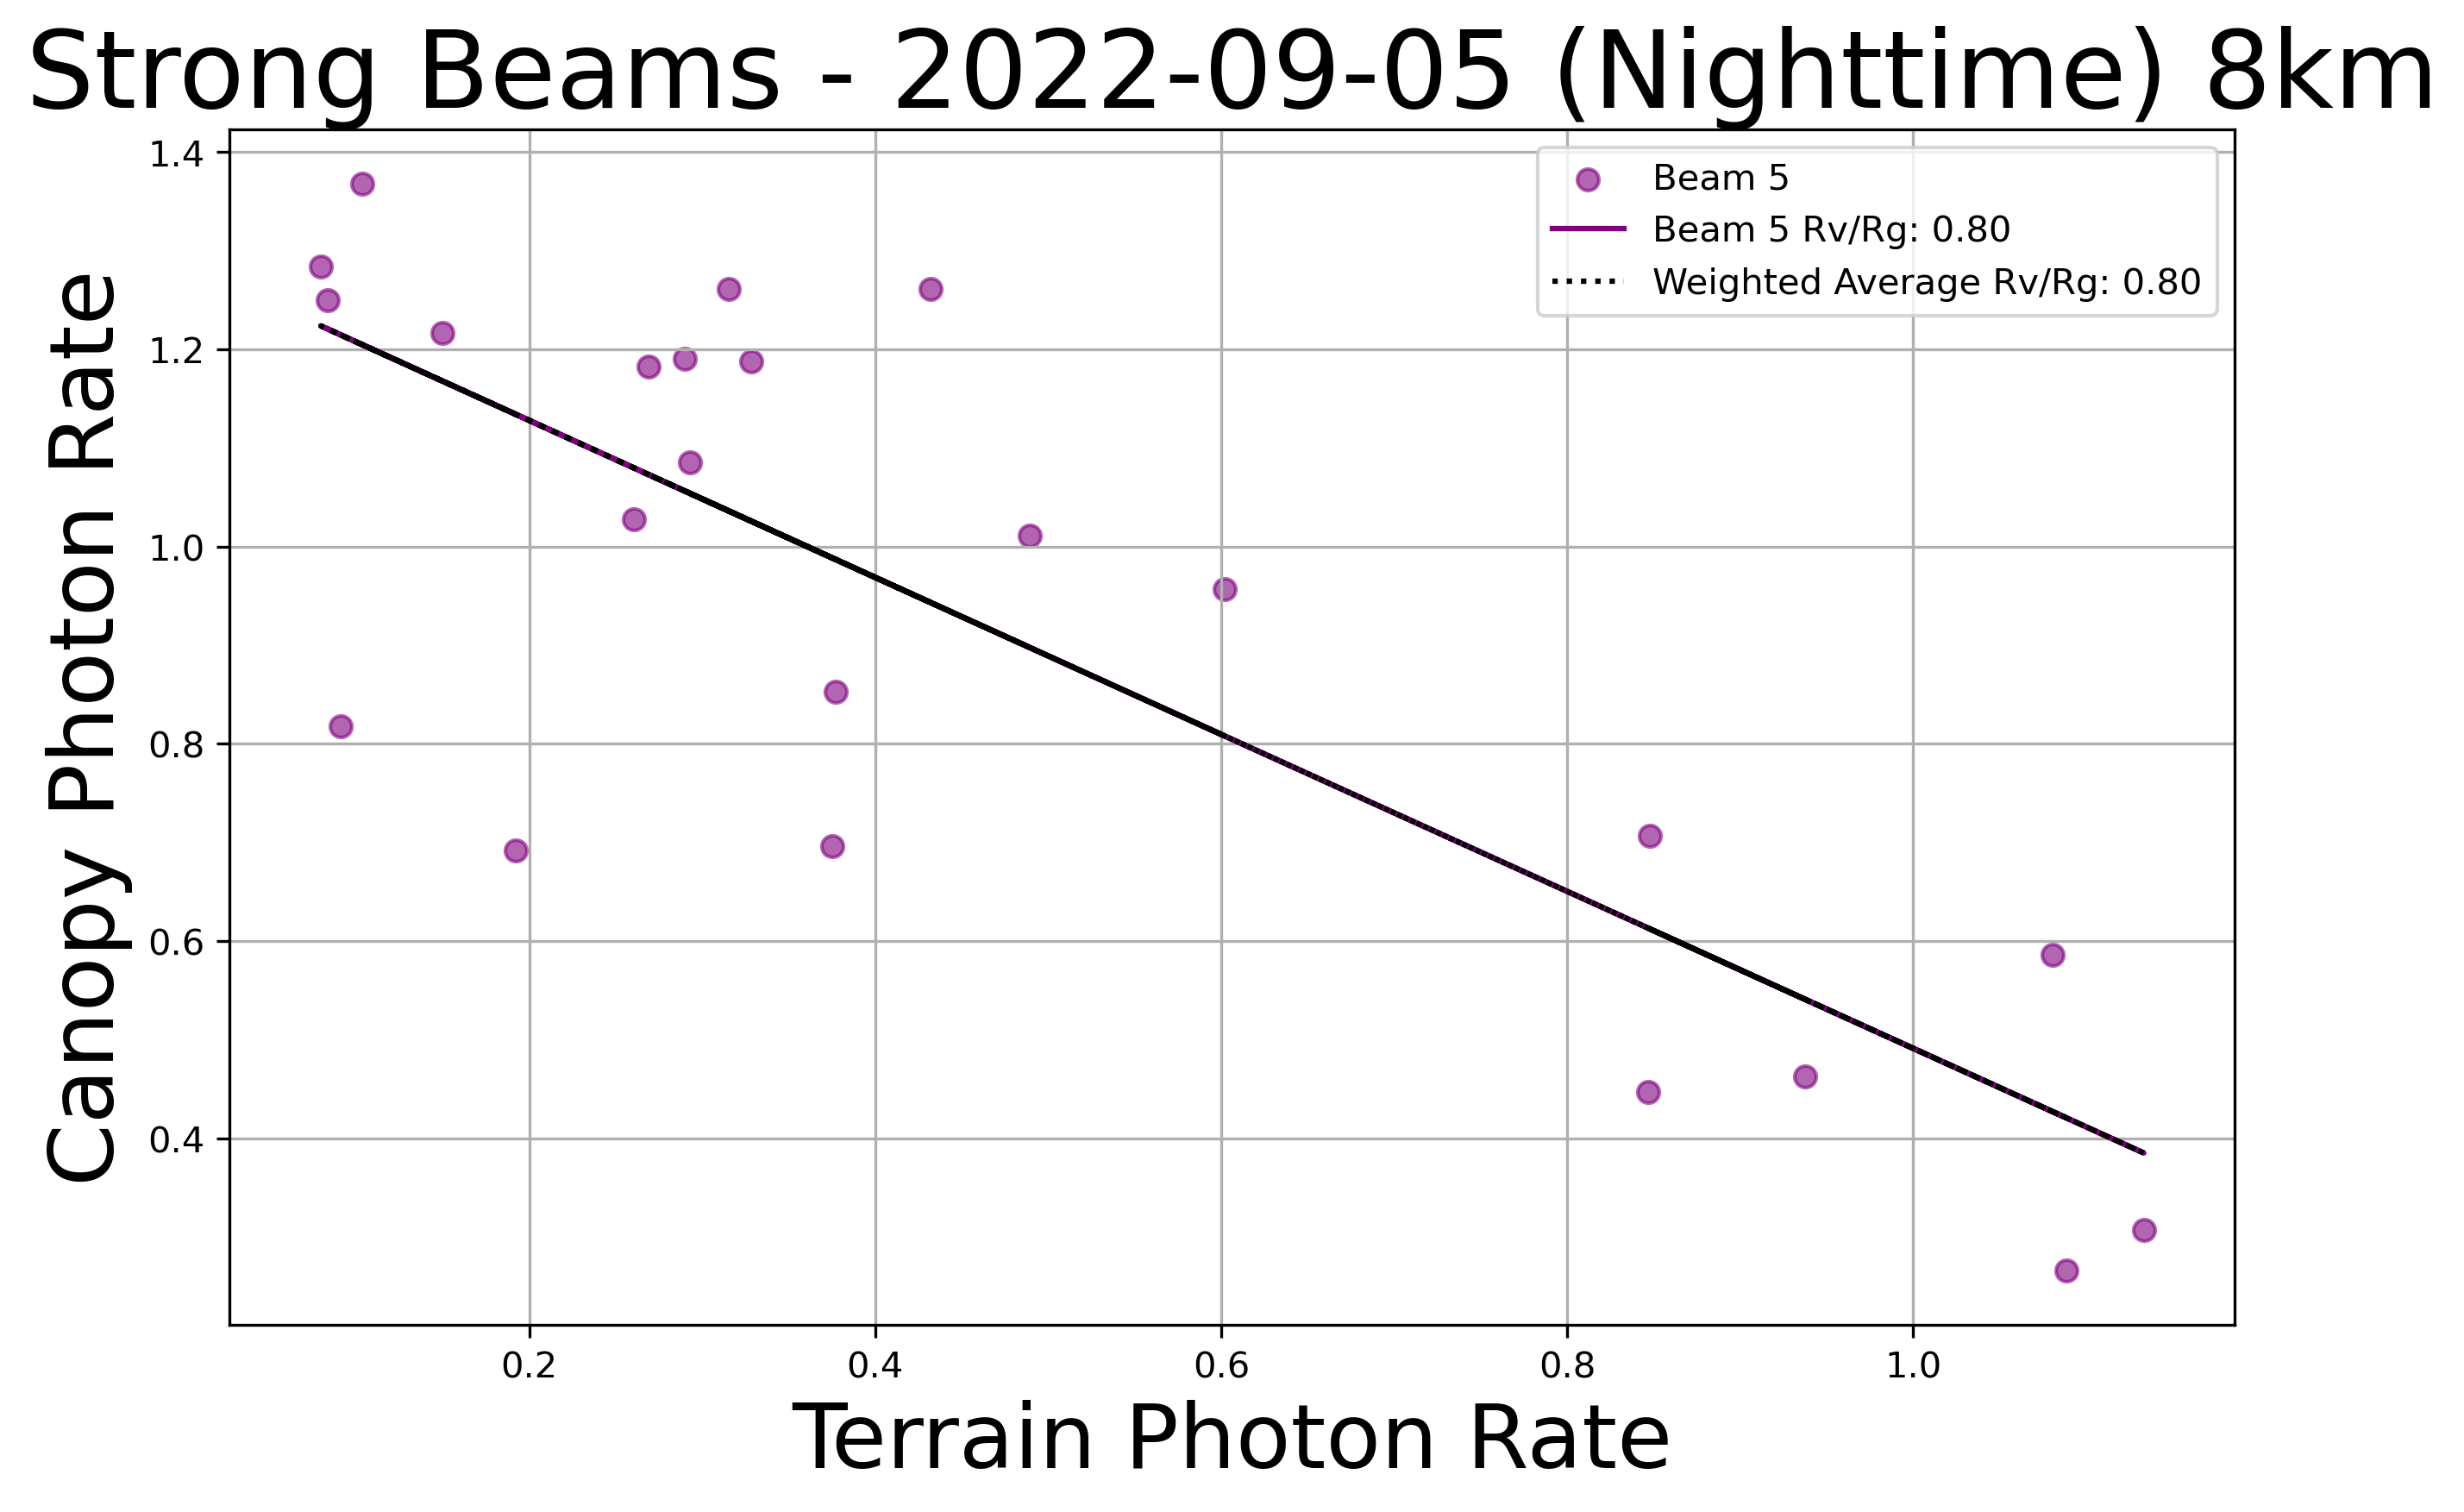 Strong Beams - 2022-09-05 (Nighttime) 8km
Beam 5
Beam 5 Rv/Rg: 0.80
Weighted Average Rv/Rg: 0.80
Canopy Photon Rate
1.4
1.2
1.0
0.8
0.6
0.4
0.2 0.4 0.6 0.8 1.0
Terrain Photon Rate